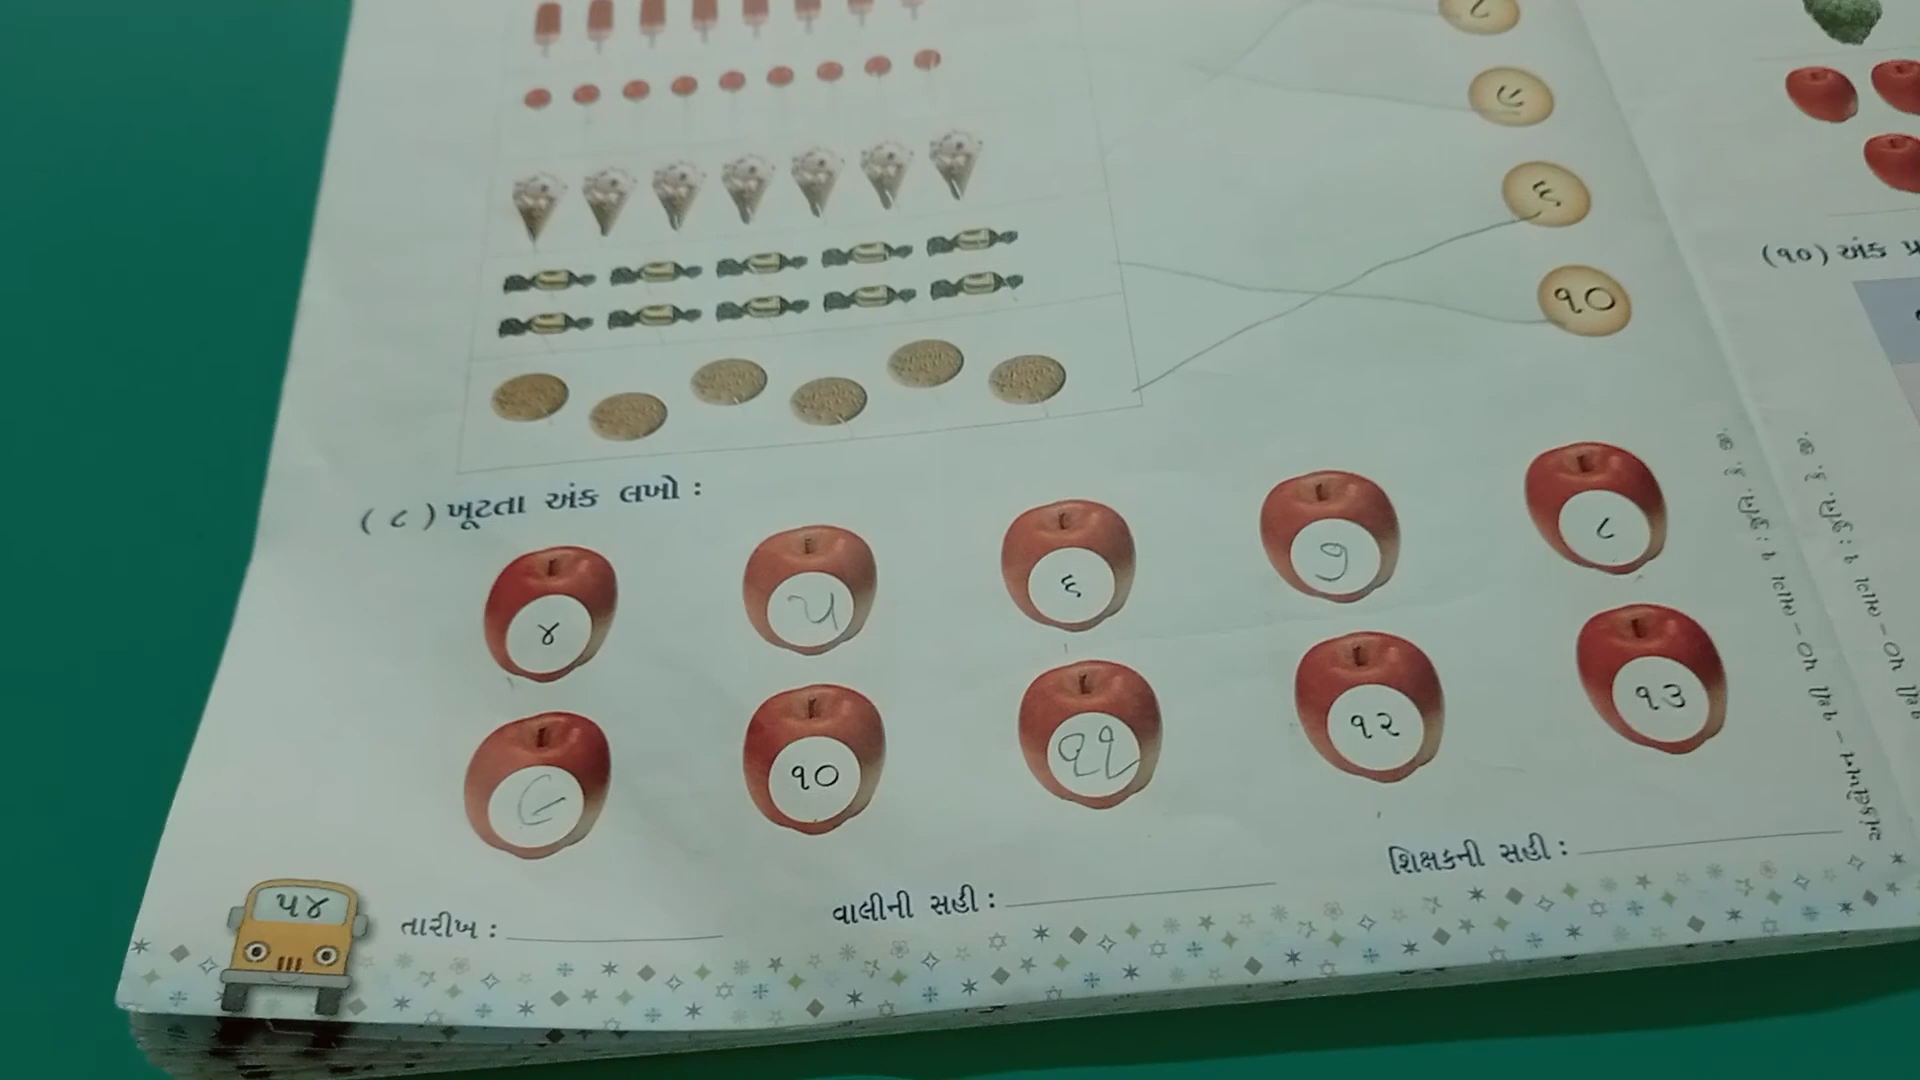 ૮
૯
૬
૧૦
(૧૦) અંક
(૮) ખૂટતા અંક લખો :
૪ ૫ ૬ ૭ ૮
૯ ૧૦ ૧૧ ૧૨ ૧૩
૫૪
તારીખ :
વાલીની સહી :
શિક્ષકની સહી :